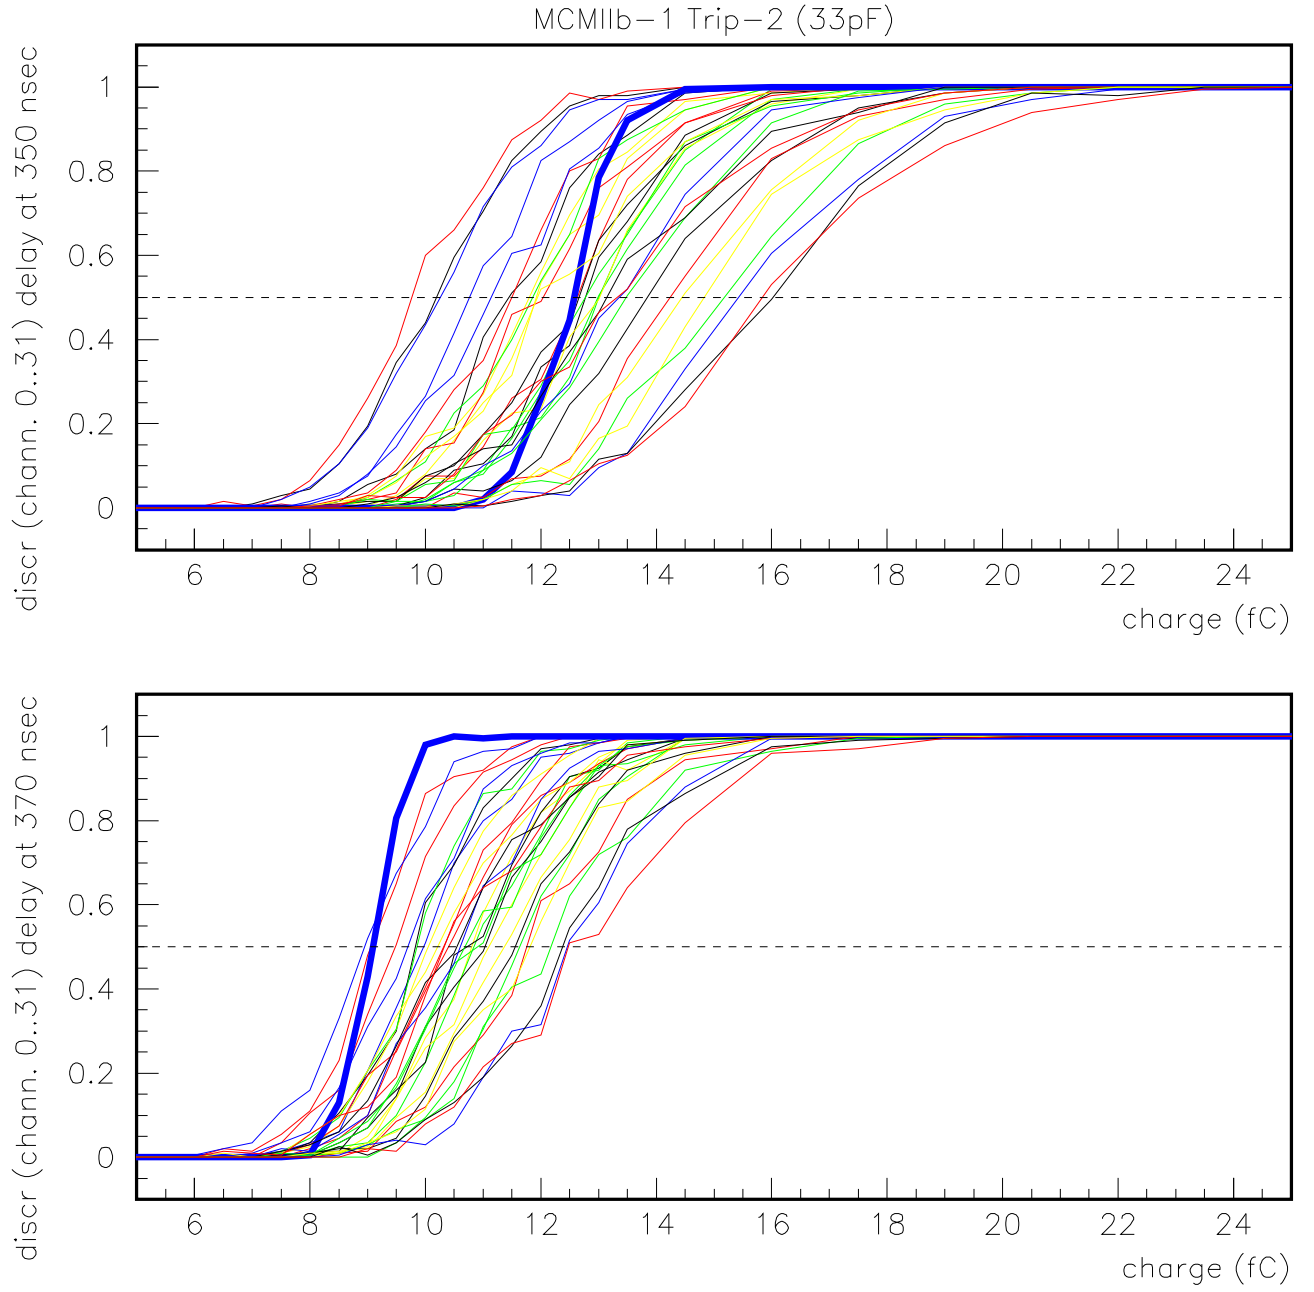 MCMIIb-1 Trip-2 (33pF)
discr (chann. 0..31) delay at 350 nsec
1
0.8
0.6
0.4
0.2
0
6 8 10 12 14 16 18 20 22 24
charge (fC)
discr (chann. 0..31) delay at 370 nsec
1
0.8
0.6
0.4
0.2
0
6 8 10 12 14 16 18 20 22 24
charge (fC)